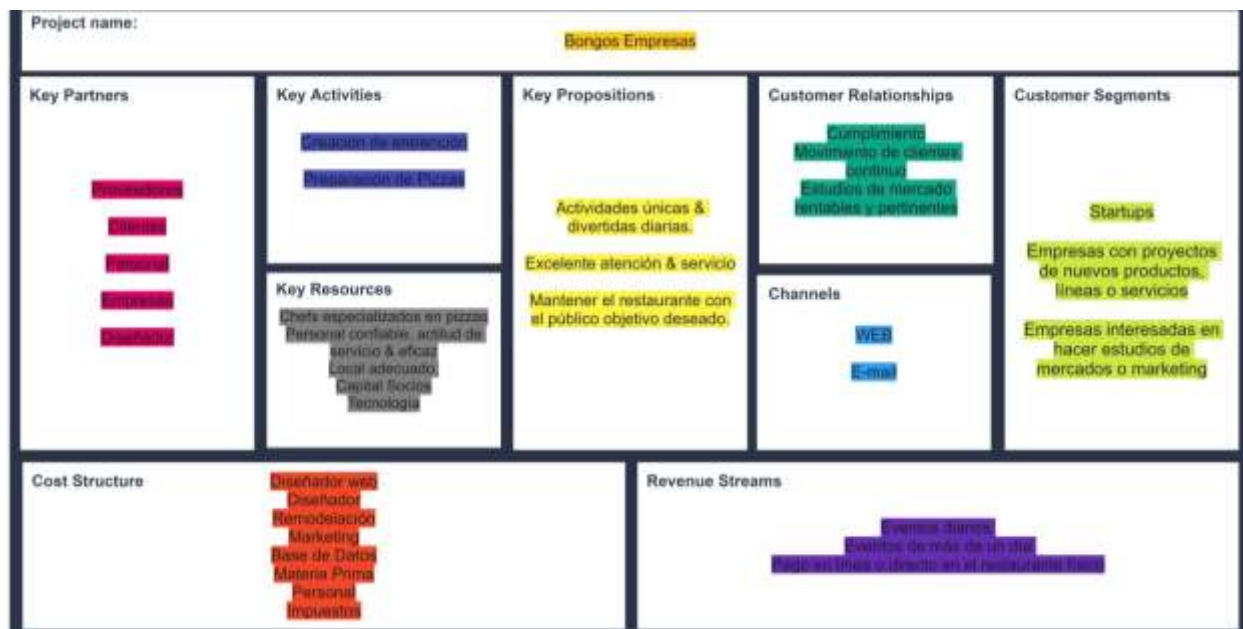 Project name:
Bongos Empresas
Key Partners
Proveedores
Clientes
Personal
Empresas
Diseñador
Key Activities
Creación de
Preparación de Pizzas
Key Resources
Chefs especializados en pizzas
Personal confiable, actitud de
servicio & eficaz
Local adecuado.
Capital Socios
Tecnología
Key Propositions
Actividades únicas &
divertidas diarias.
Excelente atención & servicio
Mantener el restaurante con
el público objetivo deseado.
Customer Relationships
Cumplimiento
Movimiento de clientes
continuo
Estudios de mercado
rentables y pertinentes
Channels
WEB
E-mail
Customer Segments
Startups
Empresas con proyectos
de nuevos productos,
líneas o servicios
Empresas interesadas en
hacer estudios de
mercados o marketing
Cost Structure
Diseñador web
Diseñador
Remodelación
Marketing
Base de Datos
Materia Prima
Personal
Impuestos
Revenue Streams
Eventos diarios
Eventos de más de un día
Pago en línea o directo en el restaurante físico